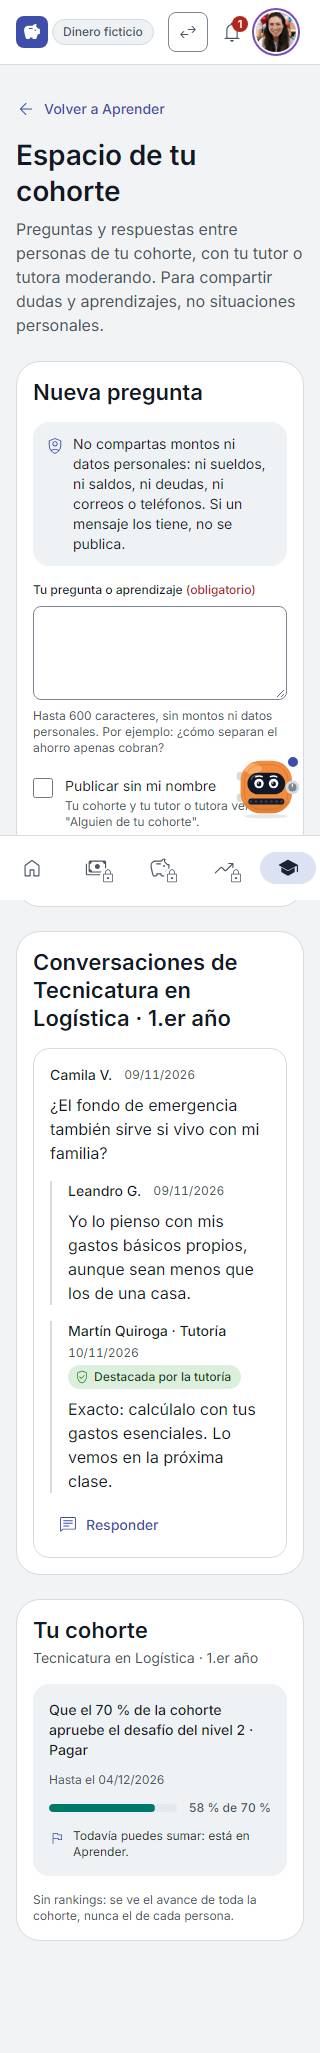 Dinero ficticio
1
Volver a Aprender
Espacio de tu
cohorte
Preguntas y respuestas entre
personas de tu cohorte, con tu tutor o
tutora moderando. Para compartir
dudas y aprendizajes, no situaciones
personales.
Nueva pregunta
No compartas montos ni
datos personales: ni sueldos,
ni saldos, ni deudas, ni
correos o teléfonos. Si un
mensaje los tiene, no se
publica.
Tu pregunta o aprendizaje (obligatorio)
Hasta 600 caracteres, sin montos ni datos
personales. Por ejemplo: ¿cómo separan el
ahorro apenas cobran?
Publicar sin mi nombre
Tu cohorte y tu tutor o tutora
"Alguien de tu cohorte".
Conversaciones de
Tecnicatura en
Logística · 1.er año
Camila V. 09/11/2026
¿El fondo de emergencia
también sirve si vivo con mi
familia?
Leandro G. 09/11/2026
Yo lo pienso con mis
gastos básicos propios,
aunque sean menos que
los de una casa.
Martín Quiroga · Tutoría
10/11/2026
Destacada por la tutoría
Exacto: calcúlalo con tus
gastos esenciales. Lo
vemos en la próxima
clase.
Responder
Tu cohorte
Tecnicatura en Logística · 1.er año
Que el 70 % de la cohorte
apruebe el desafío del nivel 2 ·
Pagar
Hasta el 04/12/2026
58 % de 70 %
Todavía puedes sumar: está en
Aprender.
Sin rankings: se ve el avance de toda la
cohorte, nunca el de cada persona.